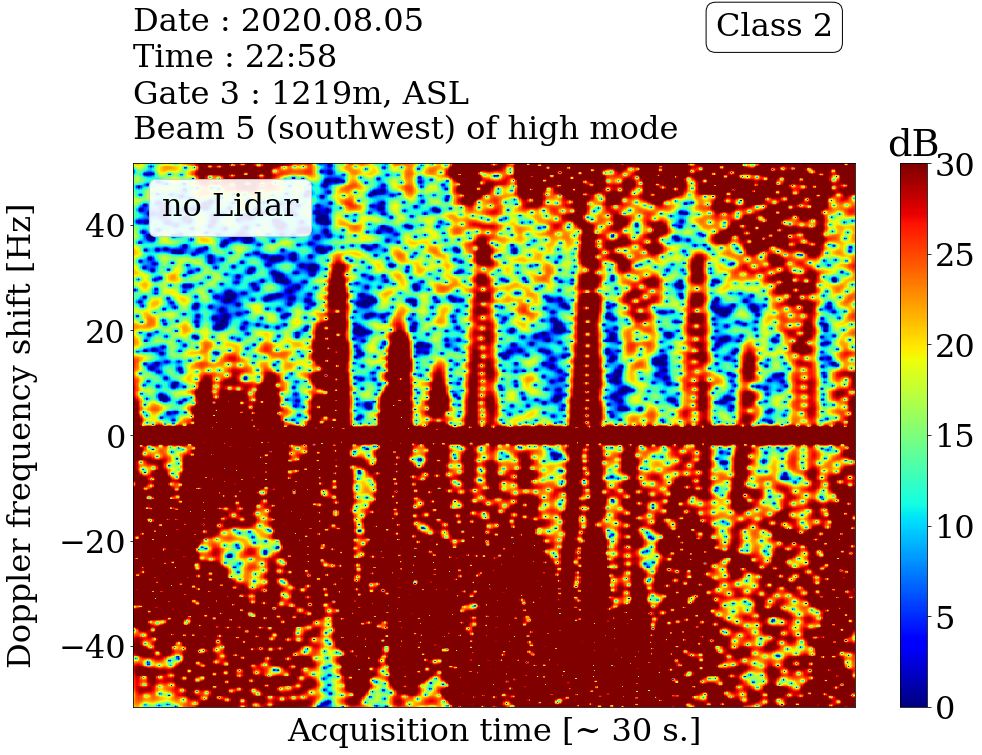 Date : 2020.08.05
Time : 22:58
Gate 3 : 1219m, ASL
Beam 5 (southwest) of high mode
Class 2
dB
no Lidar
Doppler frequency shift [Hz]
40
20
0
−20
−40
30
25
20
15
10
5
0
Acquisition time [~ 30 s.]